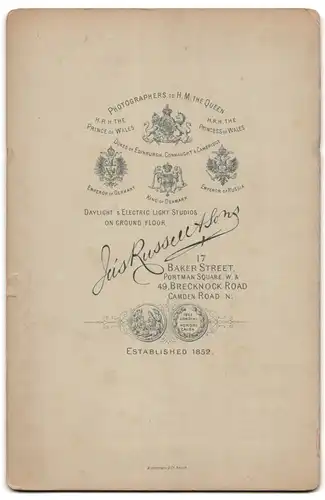 PHOTOGRAPHERS TO H.M. THE QUEEN
H.R.H. THE PRINCE OF WALES
H.R.H. THE PRINCESS OF WALES
DUKES OF EDINBURGH, CONNAUGHT & CAMBRIDGE
EMPEROR OF GERMANY
KING OF DENMARK
EMPEROR OF RUSSIA
DAYLIGHT & ELECTRIC LIGHT STUDIOS
ON GROUND FLOOR
Jas Russell & Sons
17
BAKER STREET,
PORTMAN SQUARE, W. &
49, BRECKNOCK ROAD
CAMDEN ROAD N.
ESTABLISHED 1852.